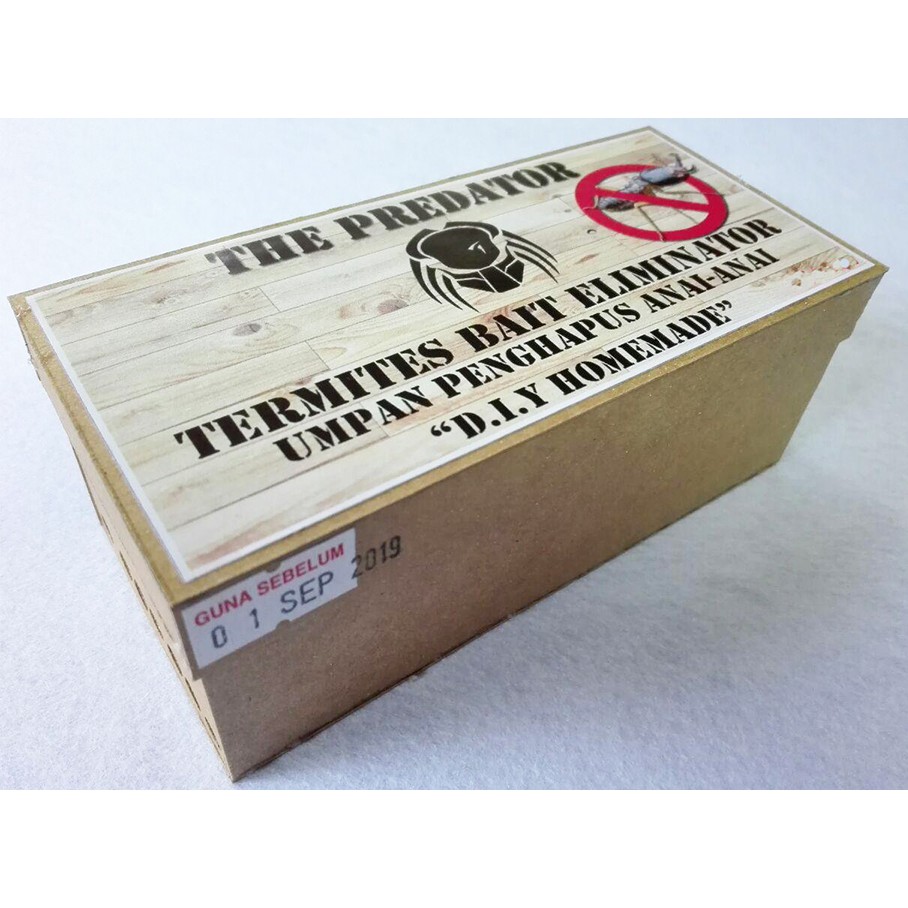 THE PREDATOR
TERMITES BAIT ELIMINATOR
UMPAN PENGHAPUS ANAI-ANAI
“D.I.Y HOMEMADE”
GUNA SEBELUM
0 1 SEP 2019